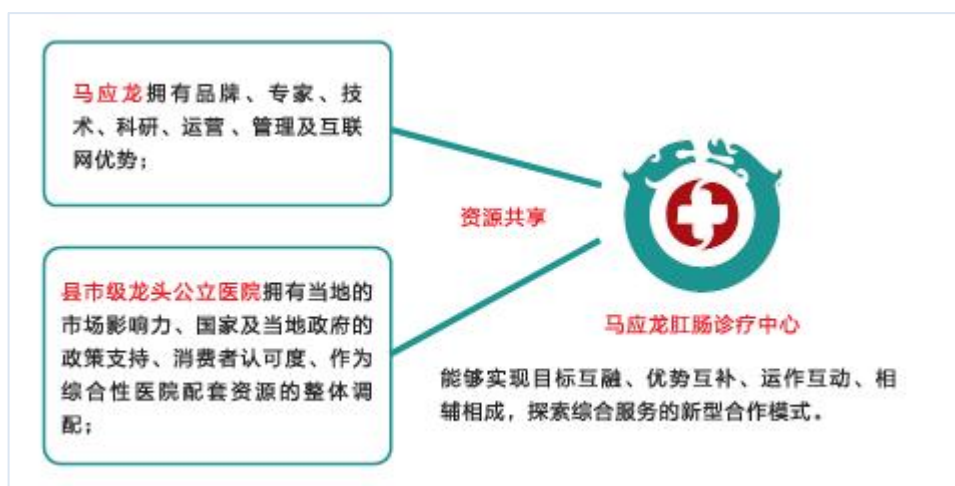 马应龙拥有品牌、专家、技
术、科研、运营、管理及互联
网优势；
资源共享
县市级龙头公立医院拥有当地的
市场影响力、国家及当地政府的
政策支持、消费者认可度、作为
综合性医院配套资源的整体调
配；
马应龙肛肠诊疗中心
能够实现目标互融、优势互补、运作互动、相
辅相成，探索综合服务的新型合作模式。